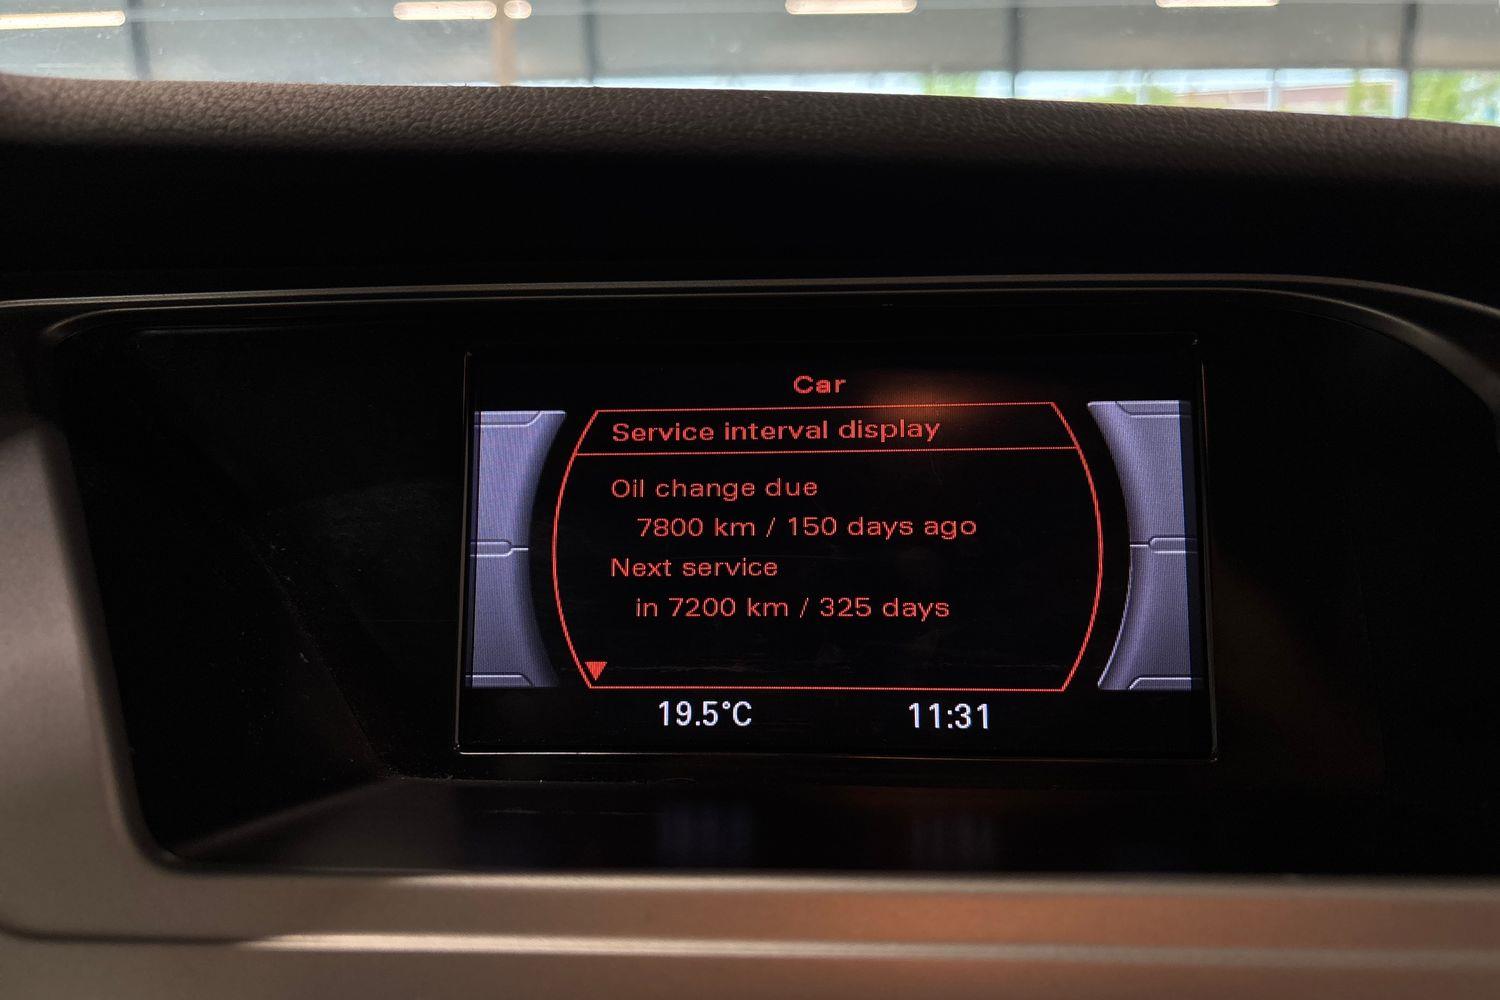 Car
Service interval display
Oil change due
7800 km / 150 days ago
Next service
in 7200 km / 325 days
19.5°C 11:31